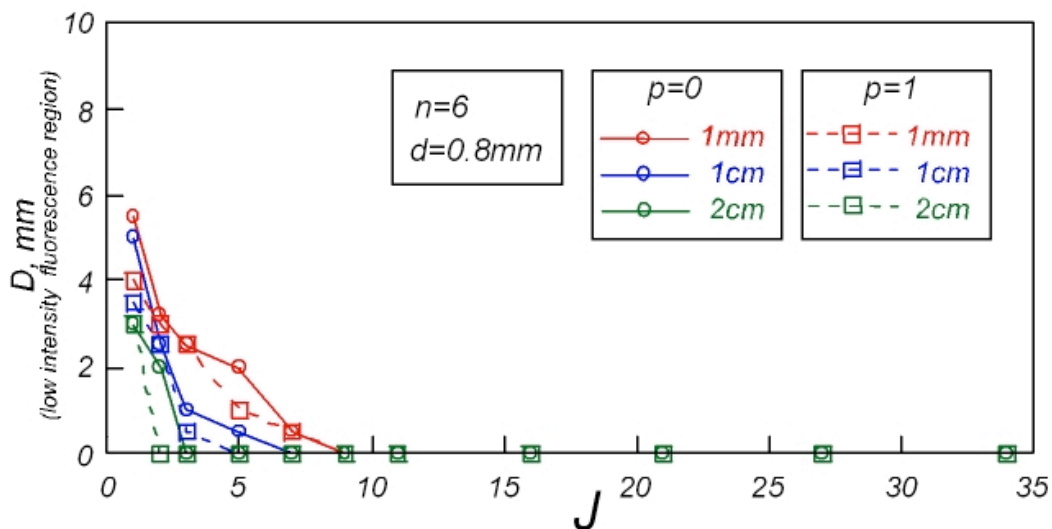 10
8
6
4
2
0
D, mm
(low intensity fluorescence region)
n=6
d=0.8mm
p=0
1mm
1cm
2cm
p=1
1mm
1cm
2cm
0 5 10 15 20 25 30 35
J